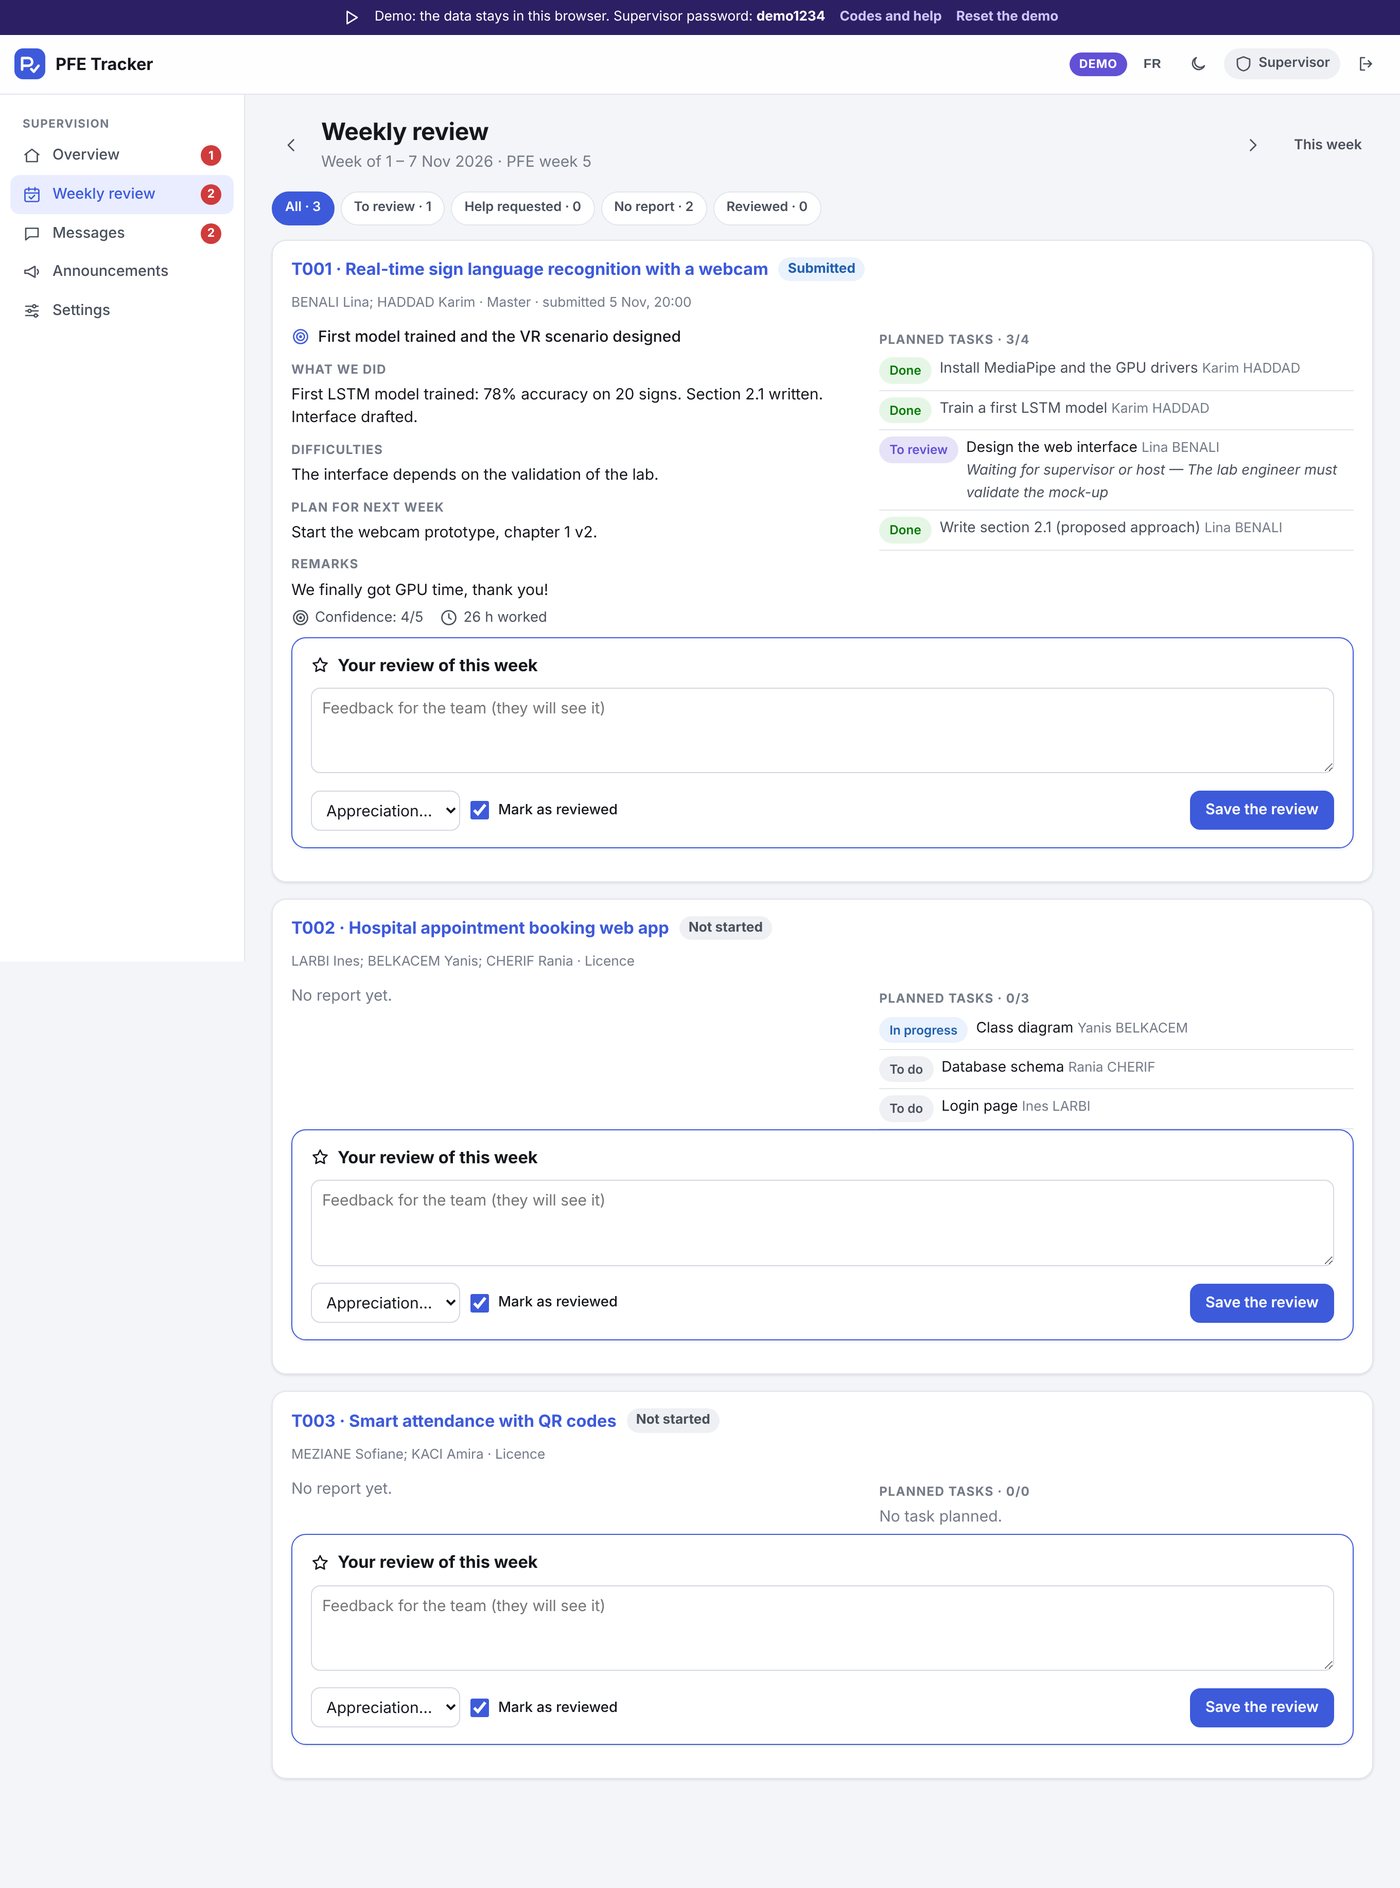 Demo: the data stays in this browser. Supervisor password: demo1234 Codes and help Reset the demo
PFE Tracker
DEMO FR Supervisor
SUPERVISION
Overview 1
Weekly review 2
Messages 2
Announcements
Settings
Weekly review
Week of 1 – 7 Nov 2026 · PFE week 5
This week
All · 3 To review · 1 Help requested · 0 No report · 2 Reviewed · 0
T001 · Real-time sign language recognition with a webcam Submitted
BENALI Lina; HADDAD Karim · Master · submitted 5 Nov, 20:00
First model trained and the VR scenario designed
WHAT WE DID
First LSTM model trained: 78% accuracy on 20 signs. Section 2.1 written.
Interface drafted.
DIFFICULTIES
The interface depends on the validation of the lab.
PLAN FOR NEXT WEEK
Start the webcam prototype, chapter 1 v2.
REMARKS
We finally got GPU time, thank you!
Confidence: 4/5 26 h worked
PLANNED TASKS · 3/4
Done Install MediaPipe and the GPU drivers Karim HADDAD
Done Train a first LSTM model Karim HADDAD
To review Design the web interface Lina BENALI
Waiting for supervisor or host — The lab engineer must
validate the mock-up
Done Write section 2.1 (proposed approach) Lina BENALI
Your review of this week
Feedback for the team (they will see it)
Appreciation... Mark as reviewed Save the review
T002 · Hospital appointment booking web app Not started
LARBI Ines; BELKACEM Yanis; CHERIF Rania · Licence
No report yet.
PLANNED TASKS · 0/3
In progress Class diagram Yanis BELKACEM
To do Database schema Rania CHERIF
To do Login page Ines LARBI
Your review of this week
Feedback for the team (they will see it)
Appreciation... Mark as reviewed Save the review
T003 · Smart attendance with QR codes Not started
MEZIANE Sofiane; KACI Amira · Licence
No report yet.
PLANNED TASKS · 0/0
No task planned.
Your review of this week
Feedback for the team (they will see it)
Appreciation... Mark as reviewed Save the review